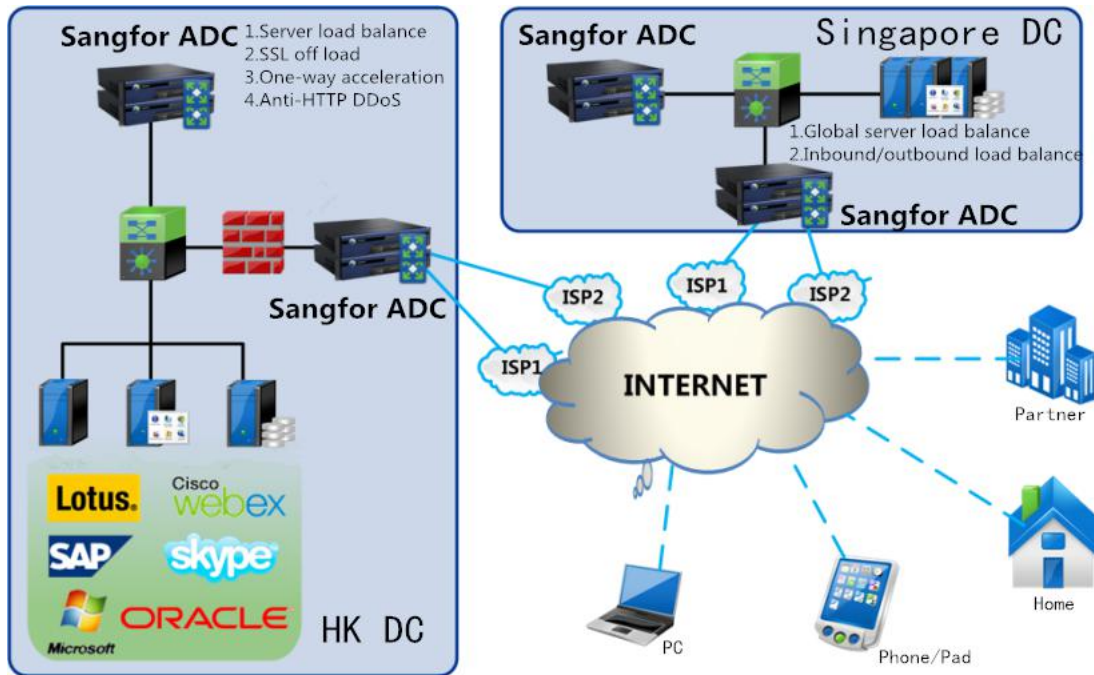 Sangfor ADC
1.Server load balance
2.SSL off load
3.One-way acceleration
4.Anti-HTTP DDoS
Sangfor ADC
Lotus.
Cisco
webex
SAP
skype
Microsoft
ORACLE
HK DC
Sangfor ADC
Singapore DC
1.Global server load balance
2.Inbound/outbound load balance
Sangfor ADC
ISP2
ISP1
ISP1
ISP2
INTERNET
Partner
Home
PC
Phone/Pad